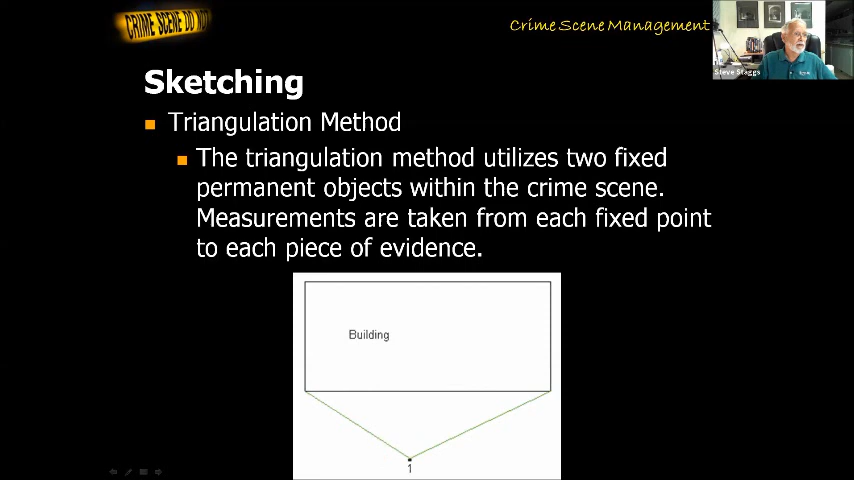 CRIME SCENE DO NOT
Crime Scene Management
Steve Staggs
Sketching
Triangulation Method
The triangulation method utilizes two fixed
permanent objects within the crime scene.
Measurements are taken from each fixed point
to each piece of evidence.
Building
1